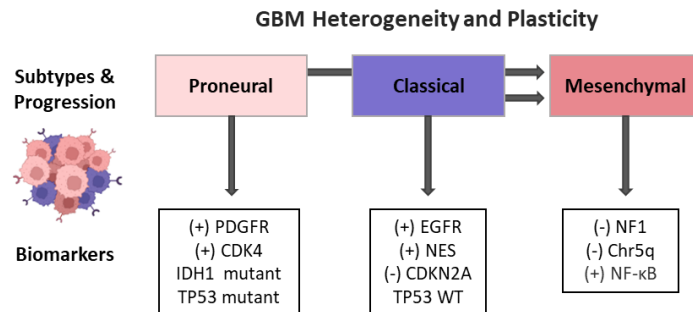 GBM Heterogeneity and Plasticity
Subtypes &
Progression
Proneural
Classical
Mesenchymal
Biomarkers
(+) PDGFR
(+) CDK4
IDH1 mutant
TP53 mutant
(+) EGFR
(+) NES
(-) CDKN2A
TP53 WT
(-) NF1
(-) Chr5q
(+) NF-κB